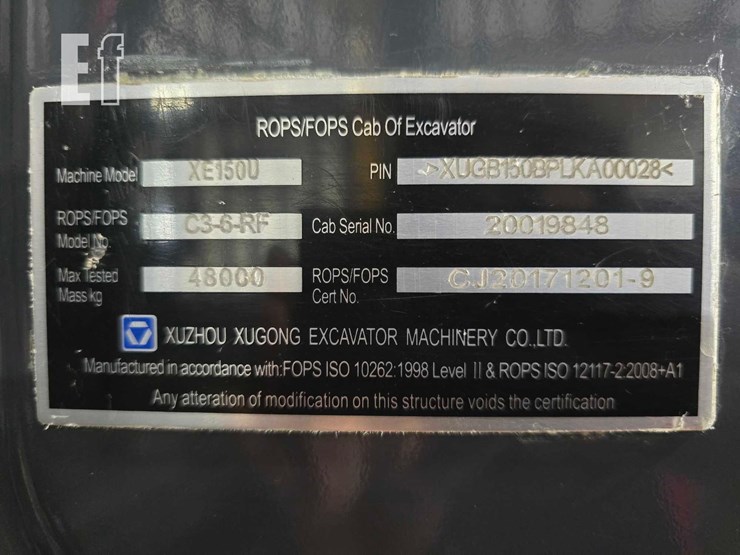 Ef
ROPS/FOPS Cab Of Excavator
Machine Model XE150U PIN >XUGB150BPLKA00028<
ROPS/FOPS Model No. C3-6-RF Cab Serial No. 20019848
Max Tested Mass kg 48000 ROPS/FOPS Cert No. CJ20171201-9
XUZHOU XUGONG EXCAVATOR MACHINERY CO.,LTD.
Manufactured in accordance with:FOPS ISO 10262:1998 Level II & ROPS ISO 12117-2:2008+A1
Any atteration of modification on this structure voids the certification